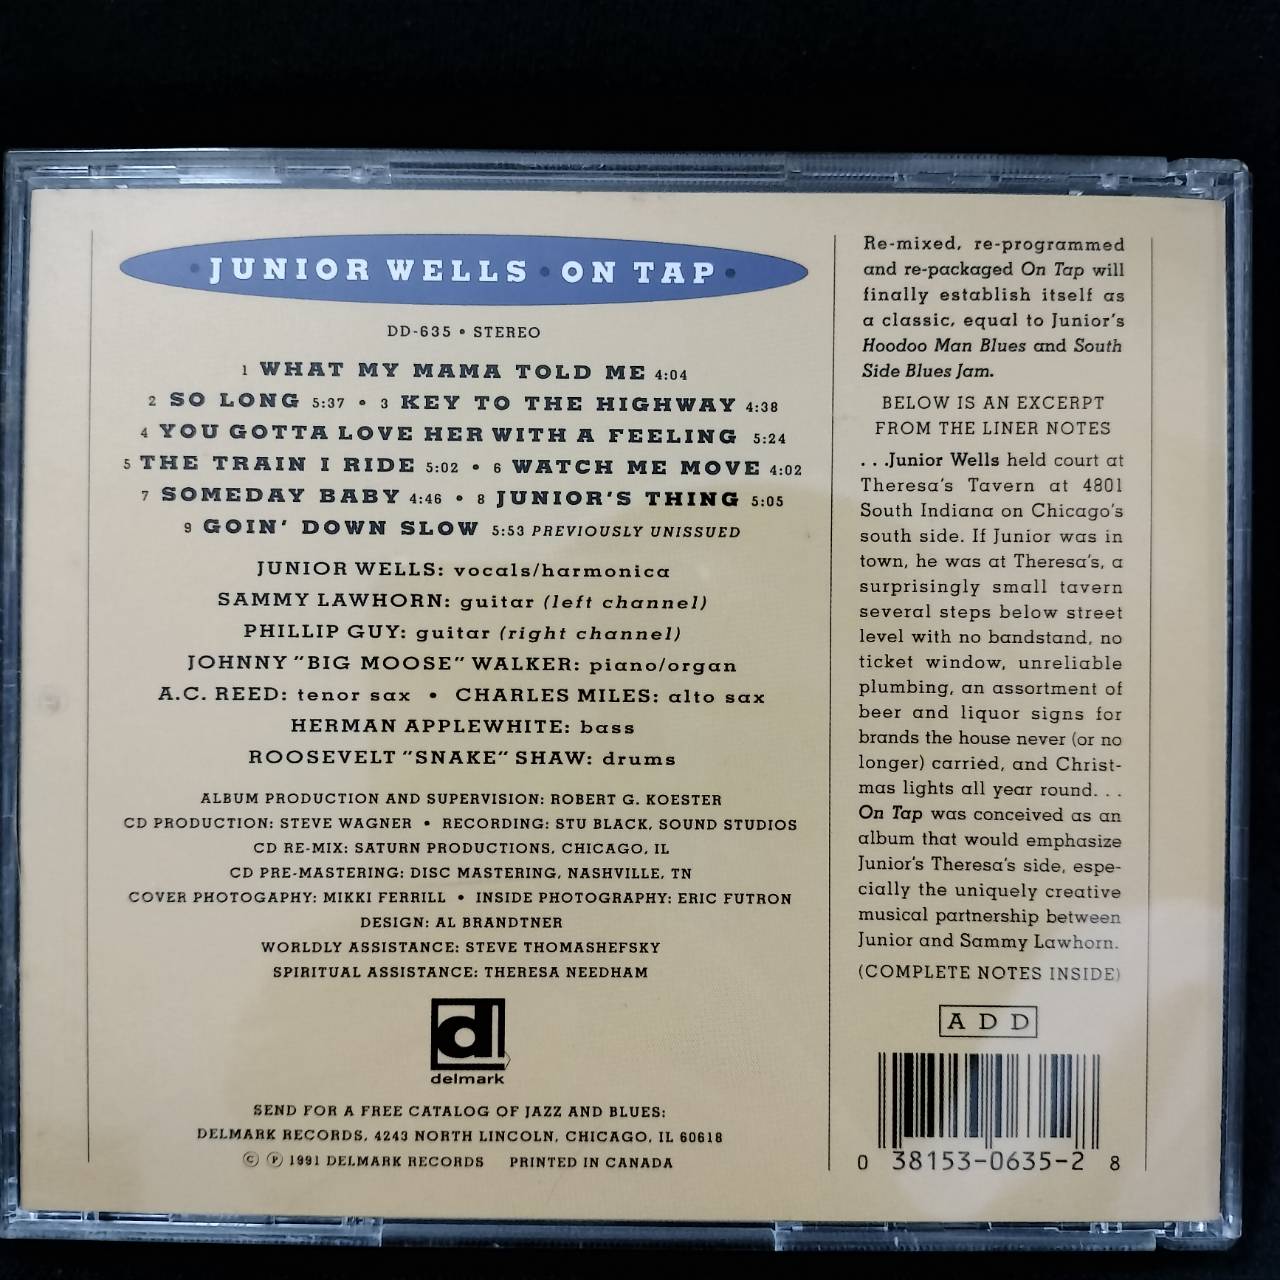 JUNIOR WELLS • ON TAP •
DD-635 • STEREO
1 WHAT MY MAMA TOLD ME 4:04
2 SO LONG 5:37 • 3 KEY TO THE HIGHWAY 4:38
4 YOU GOTTA LOVE HER WITH A FEELING 5:24
5 THE TRAIN I RIDE 5:02 • 6 WATCH ME MOVE 4:02
7 SOMEDAY BABY 4:46 • 8 JUNIOR'S THING 5:05
9 GOIN' DOWN SLOW 5:53 PREVIOUSLY UNISSUED
JUNIOR WELLS: vocals/harmonica
SAMMY LAWHORN: guitar (left channel)
PHILLIP GUY: guitar (right channel)
JOHNNY "BIG MOOSE" WALKER: piano/organ
A.C. REED: tenor sax • CHARLES MILES: alto sax
HERMAN APPLEWHITE: bass
ROOSEVELT "SNAKE" SHAW: drums
ALBUM PRODUCTION AND SUPERVISION: ROBERT G. KOESTER
CD PRODUCTION: STEVE WAGNER • RECORDING: STU BLACK, SOUND STUDIOS
CD RE-MIX: SATURN PRODUCTIONS, CHICAGO, IL
CD PRE-MASTERING: DISC MASTERING, NASHVILLE, TN
COVER PHOTOGAPHY: MIKKI FERRILL • INSIDE PHOTOGRAPHY: ERIC FUTRON
DESIGN: AL BRANDTNER
WORLDLY ASSISTANCE: STEVE THOMASHEFSKY
SPIRITUAL ASSISTANCE: THERESA NEEDHAM
d
delmark
SEND FOR A FREE CATALOG OF JAZZ AND BLUES:
DELMARK RECORDS, 4243 NORTH LINCOLN, CHICAGO, IL 60618
© ℗ 1991 DELMARK RECORDS PRINTED IN CANADA
Re-mixed, re-programmed
and re-packaged On Tap will
finally establish itself as
a classic, equal to Junior's
Hoodoo Man Blues and South
Side Blues Jam.
BELOW IS AN EXCERPT
FROM THE LINER NOTES
. . .Junior Wells held court at
Theresa's Tavern at 4801
South Indiana on Chicago's
south side. If Junior was in
town, he was at Theresa's, a
surprisingly small tavern
several steps below street
level with no bandstand, no
ticket window, unreliable
plumbing, an assortment of
beer and liquor signs for
brands the house never (or no
longer) carried, and Christ-
mas lights all year round. . .
On Tap was conceived as an
album that would emphasize
Junior's Theresa's side, espe-
cially the uniquely creative
musical partnership between
Junior and Sammy Lawhorn.
(COMPLETE NOTES INSIDE)
A D D
0 38153-0635-2 8